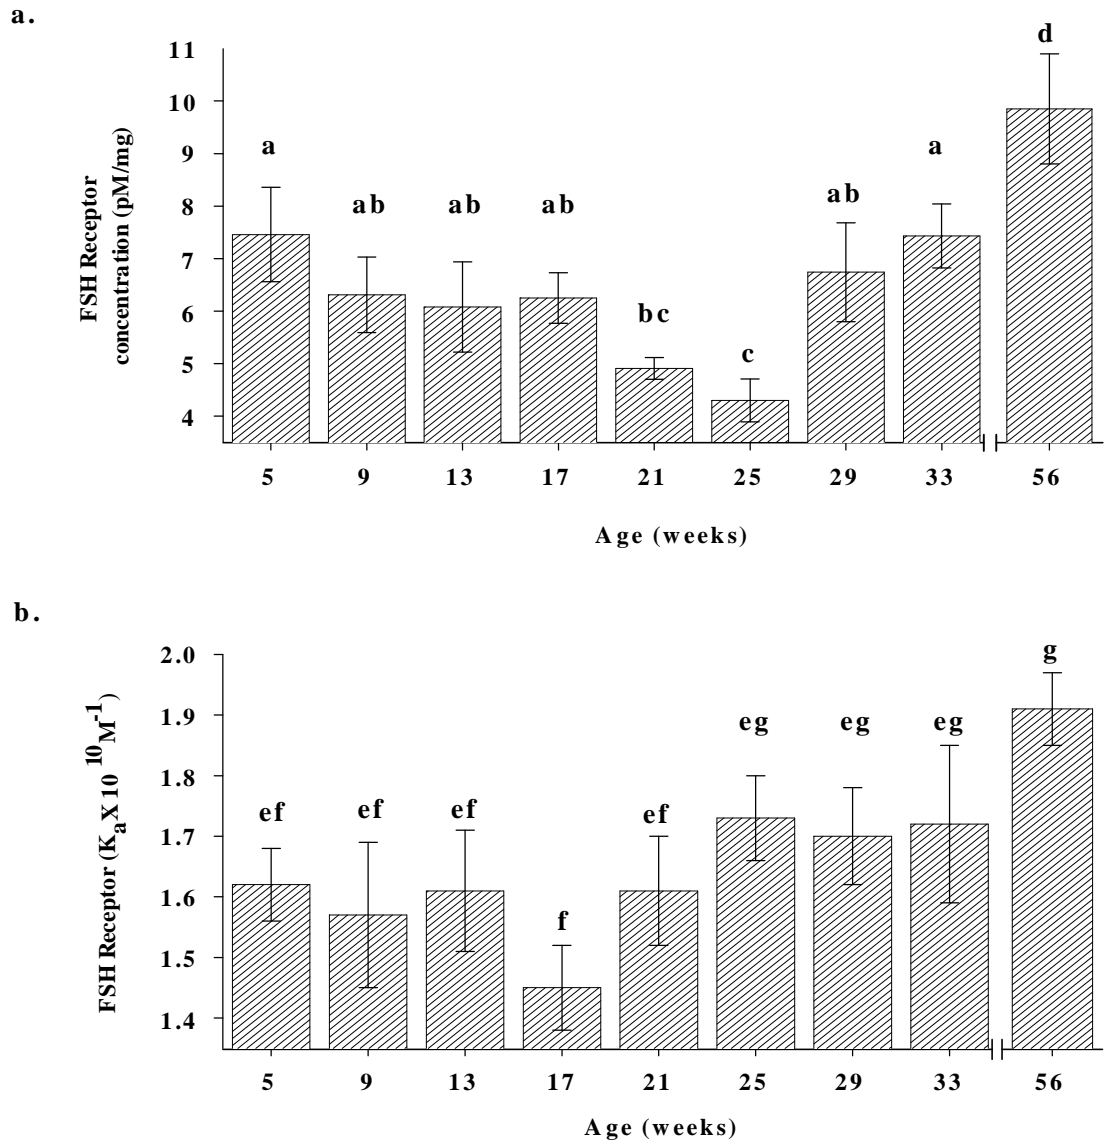 a.
FSH Receptor
concentration (pM/mg)
11
10
9
8
7
6
5
4
a
ab
ab
ab
bc
c
ab
a
d
5 9 13 17 21 25 29 33 56
Age (weeks)
b.
FSH Receptor (KaX 10 10M-1)
2.0
1.9
1.8
1.7
1.6
1.5
1.4
ef
ef
ef
f
ef
eg
eg
eg
g
5 9 13 17 21 25 29 33 56
Age (weeks)